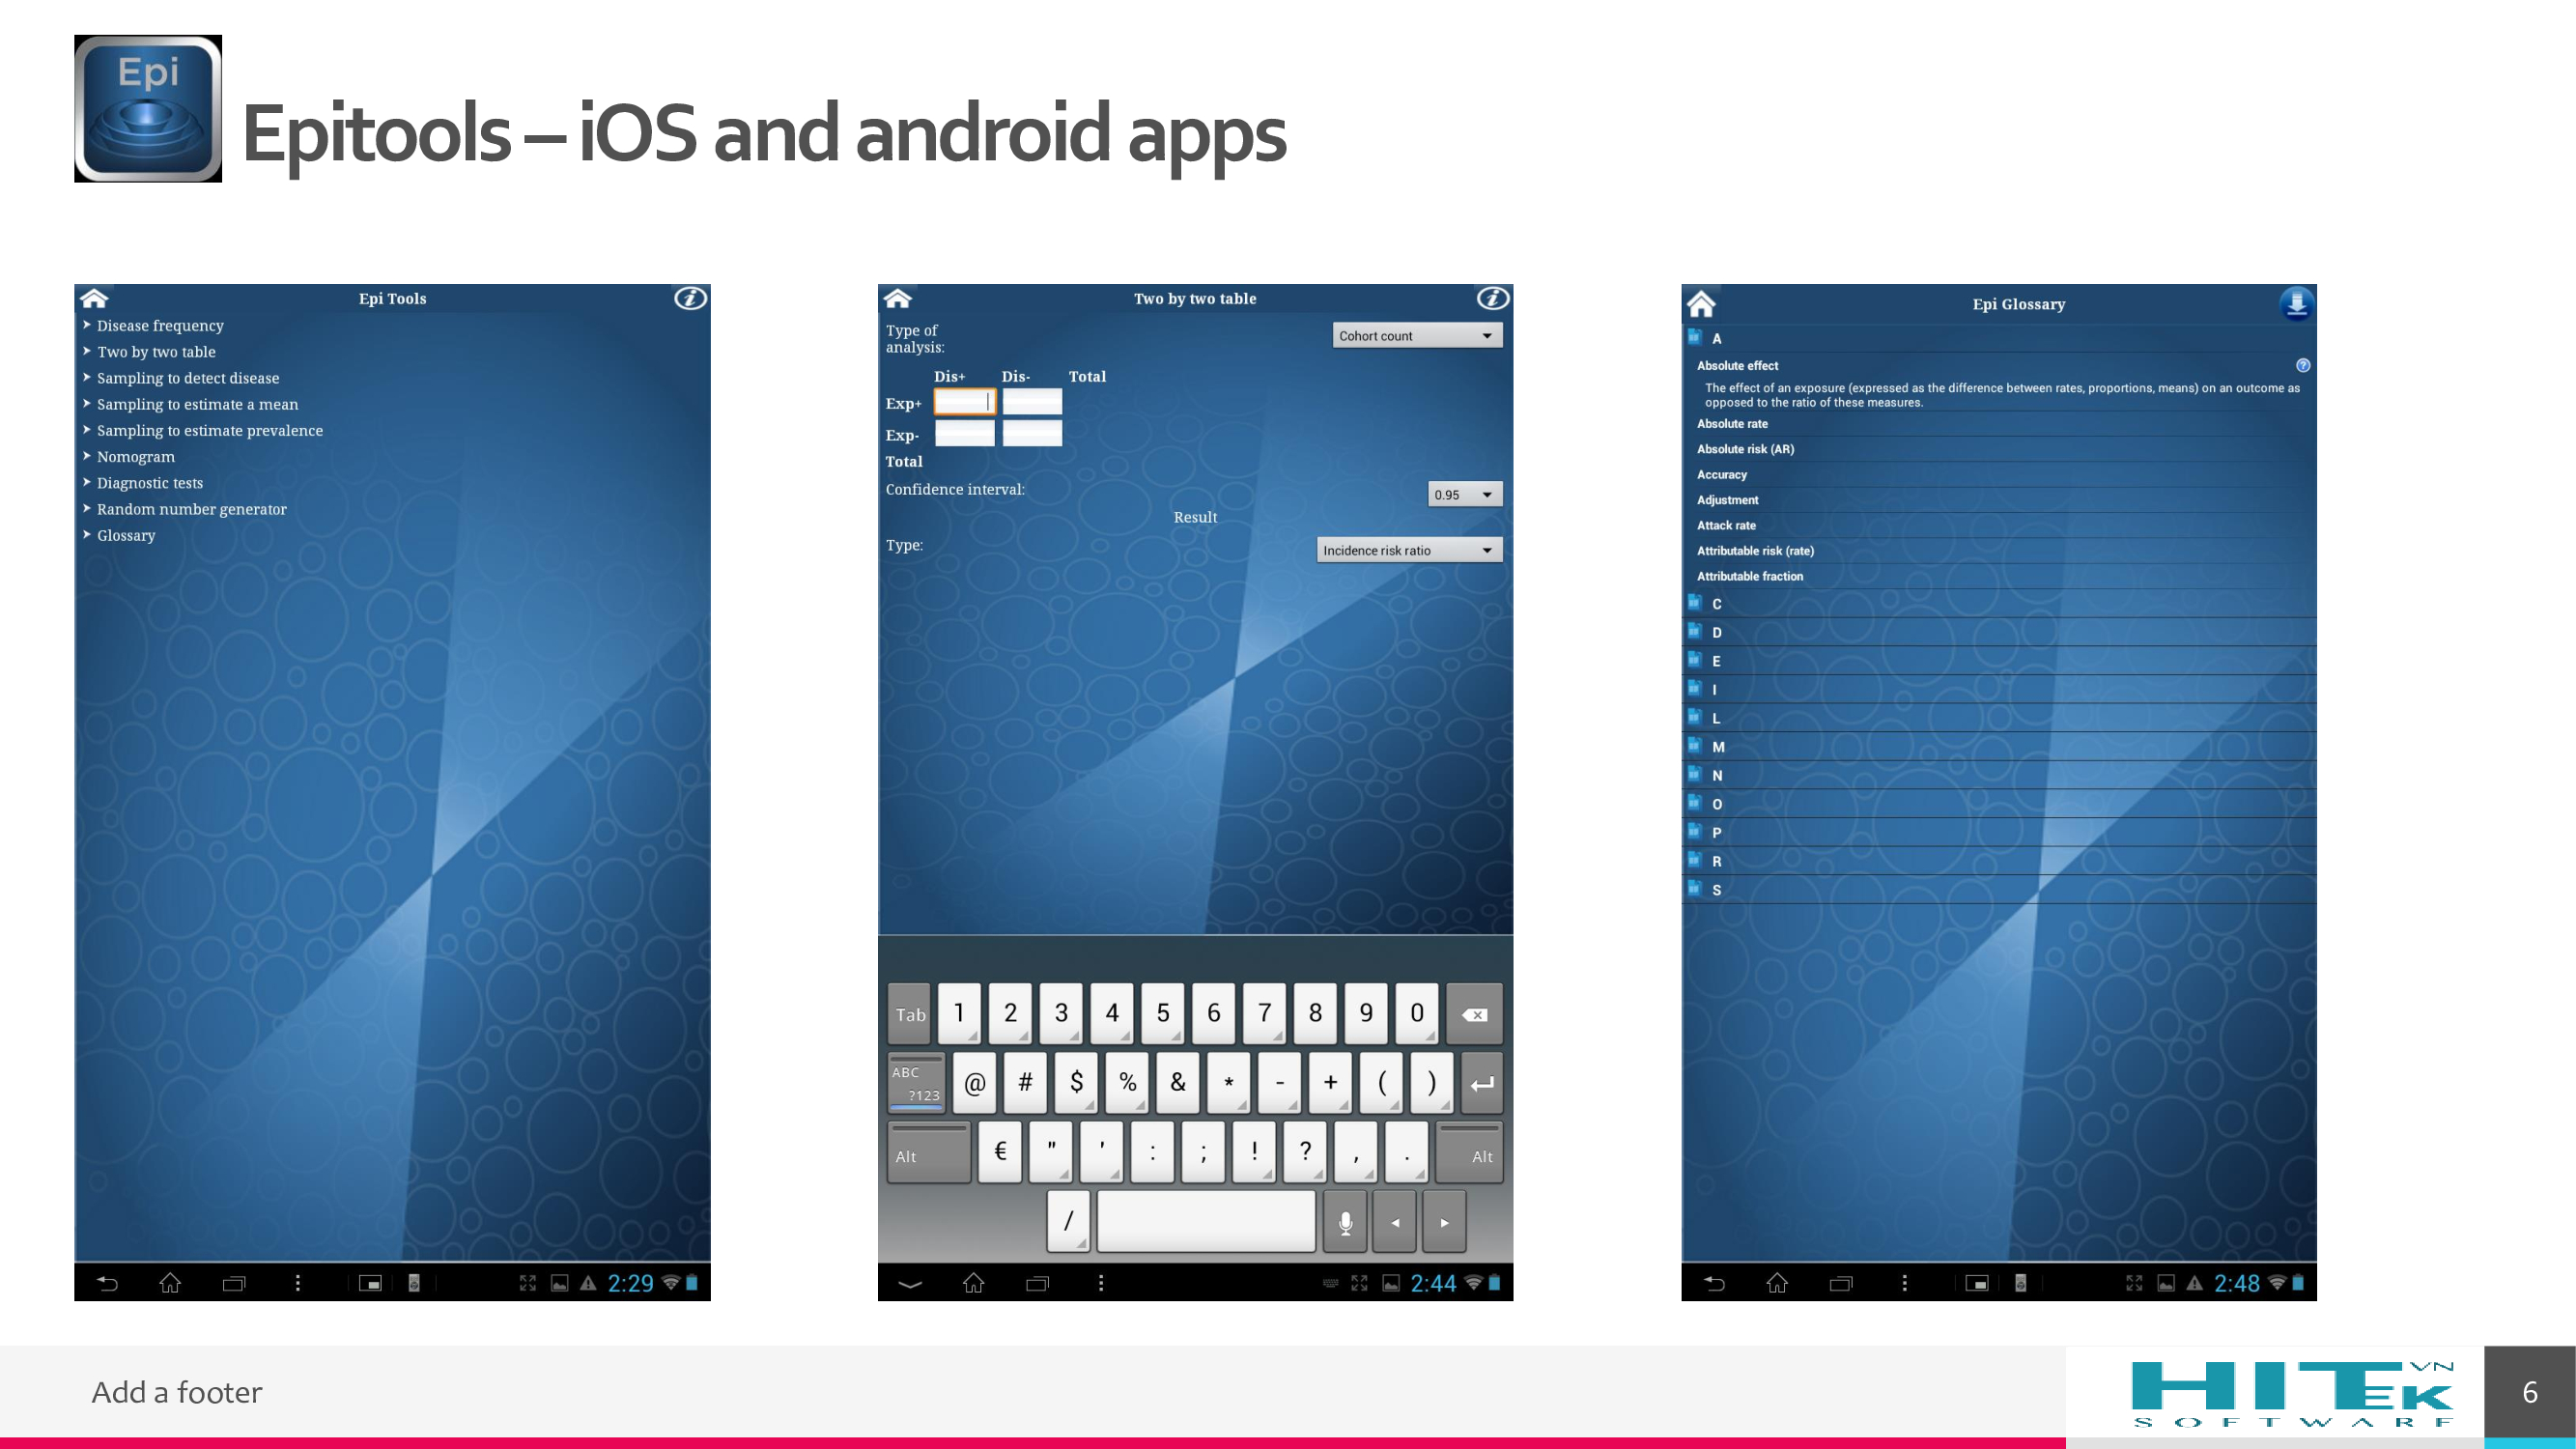 Epi
Epitools – iOS and android apps
Epi Tools
Disease frequency
Two by two table
Sampling to detect disease
Sampling to estimate a mean
Sampling to estimate prevalence
Nomogram
Diagnostic tests
Random number generator
Glossary
2:29
Two by two table
Type of
analysis:
Cohort count
Dis+ Dis- Total
Exp+
Exp-
Total
Confidence interval:
0.95
Result
Type:
Incidence risk ratio
Tab 1 2 3 4 5 6 7 8 9 0
ABC
?123
@ # $ % & * - + ( )
Alt € " ' : ; ! ? , . Alt
/
2:44
Epi Glossary
A
Absolute effect
The effect of an exposure (expressed as the difference between rates, proportions, means) on an outcome as
opposed to the ratio of these measures.
Absolute rate
Absolute risk (AR)
Accuracy
Adjustment
Attack rate
Attributable risk (rate)
Attributable fraction
C
D
E
I
L
M
N
O
P
R
S
2:48
Add a footer
HITEK VN
SOFTWARE
6